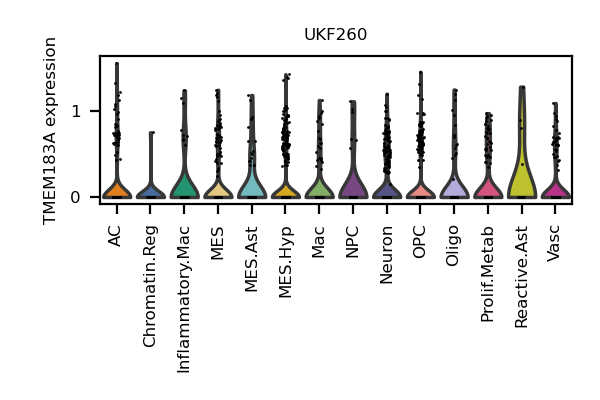 UKF260
TMEM183A expression
1
0
AC
Chromatin.Reg
Inflammatory.Mac
MES
MES.Ast
MES.Hyp
Mac
NPC
Neuron
OPC
Oligo
Prolif.Metab
Reactive.Ast
Vasc